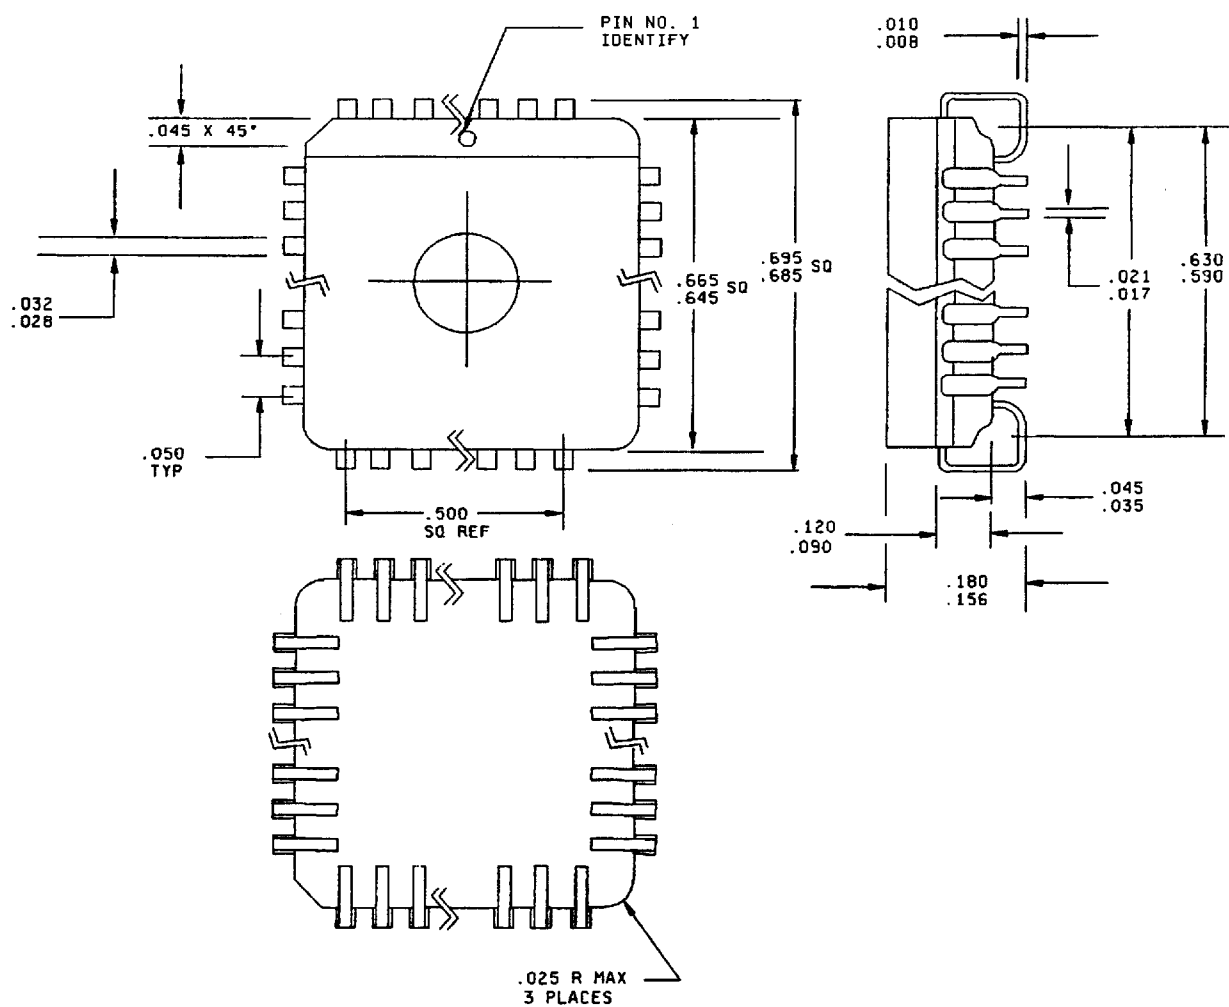 PIN NO. 1
IDENTIFY
.010
.008
.045 X 45°
.032
.028
.665 SQ
.645
.695 SQ
.685
.021
.017
.630
.590
.050
TYP
.500
SQ REF
.045
.035
.120
.090
.180
.156
.025 R MAX
3 PLACES